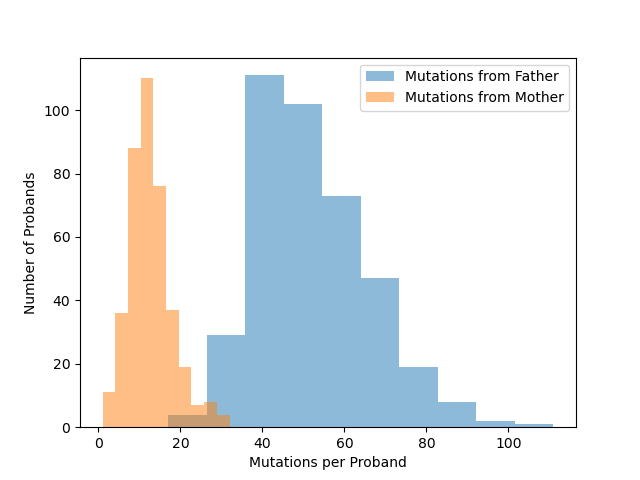 Mutations from Father
Mutations from Mother
100
80
60
40
20
0
Number of Probands
0 20 40 60 80 100
Mutations per Proband